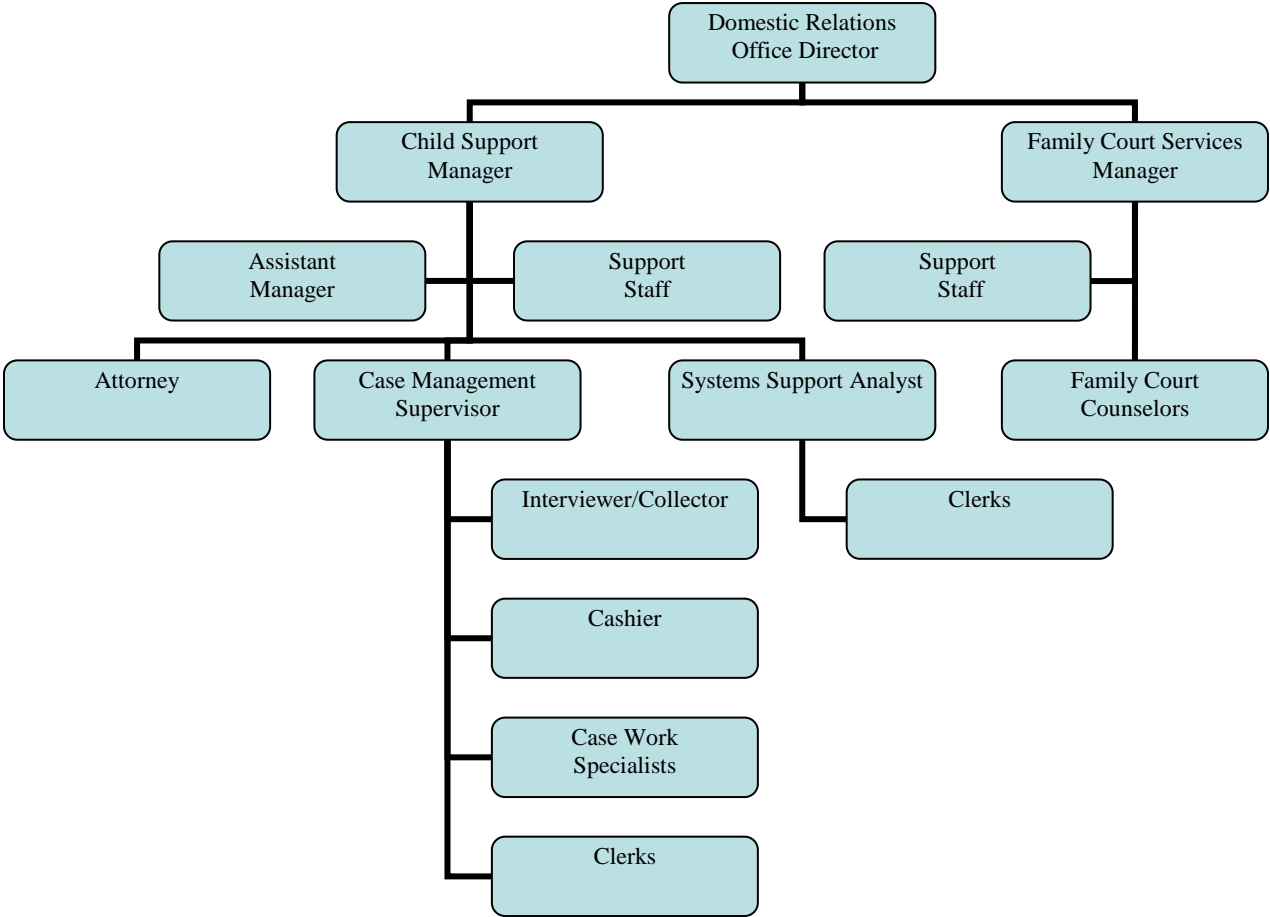 Domestic Relations
Office Director
Child Support
Manager
Family Court Services
Manager
Assistant
Manager
Support
Staff
Support
Staff
Attorney
Case Management
Supervisor
Systems Support Analyst
Family Court
Counselors
Interviewer/Collector
Clerks
Cashier
Case Work
Specialists
Clerks